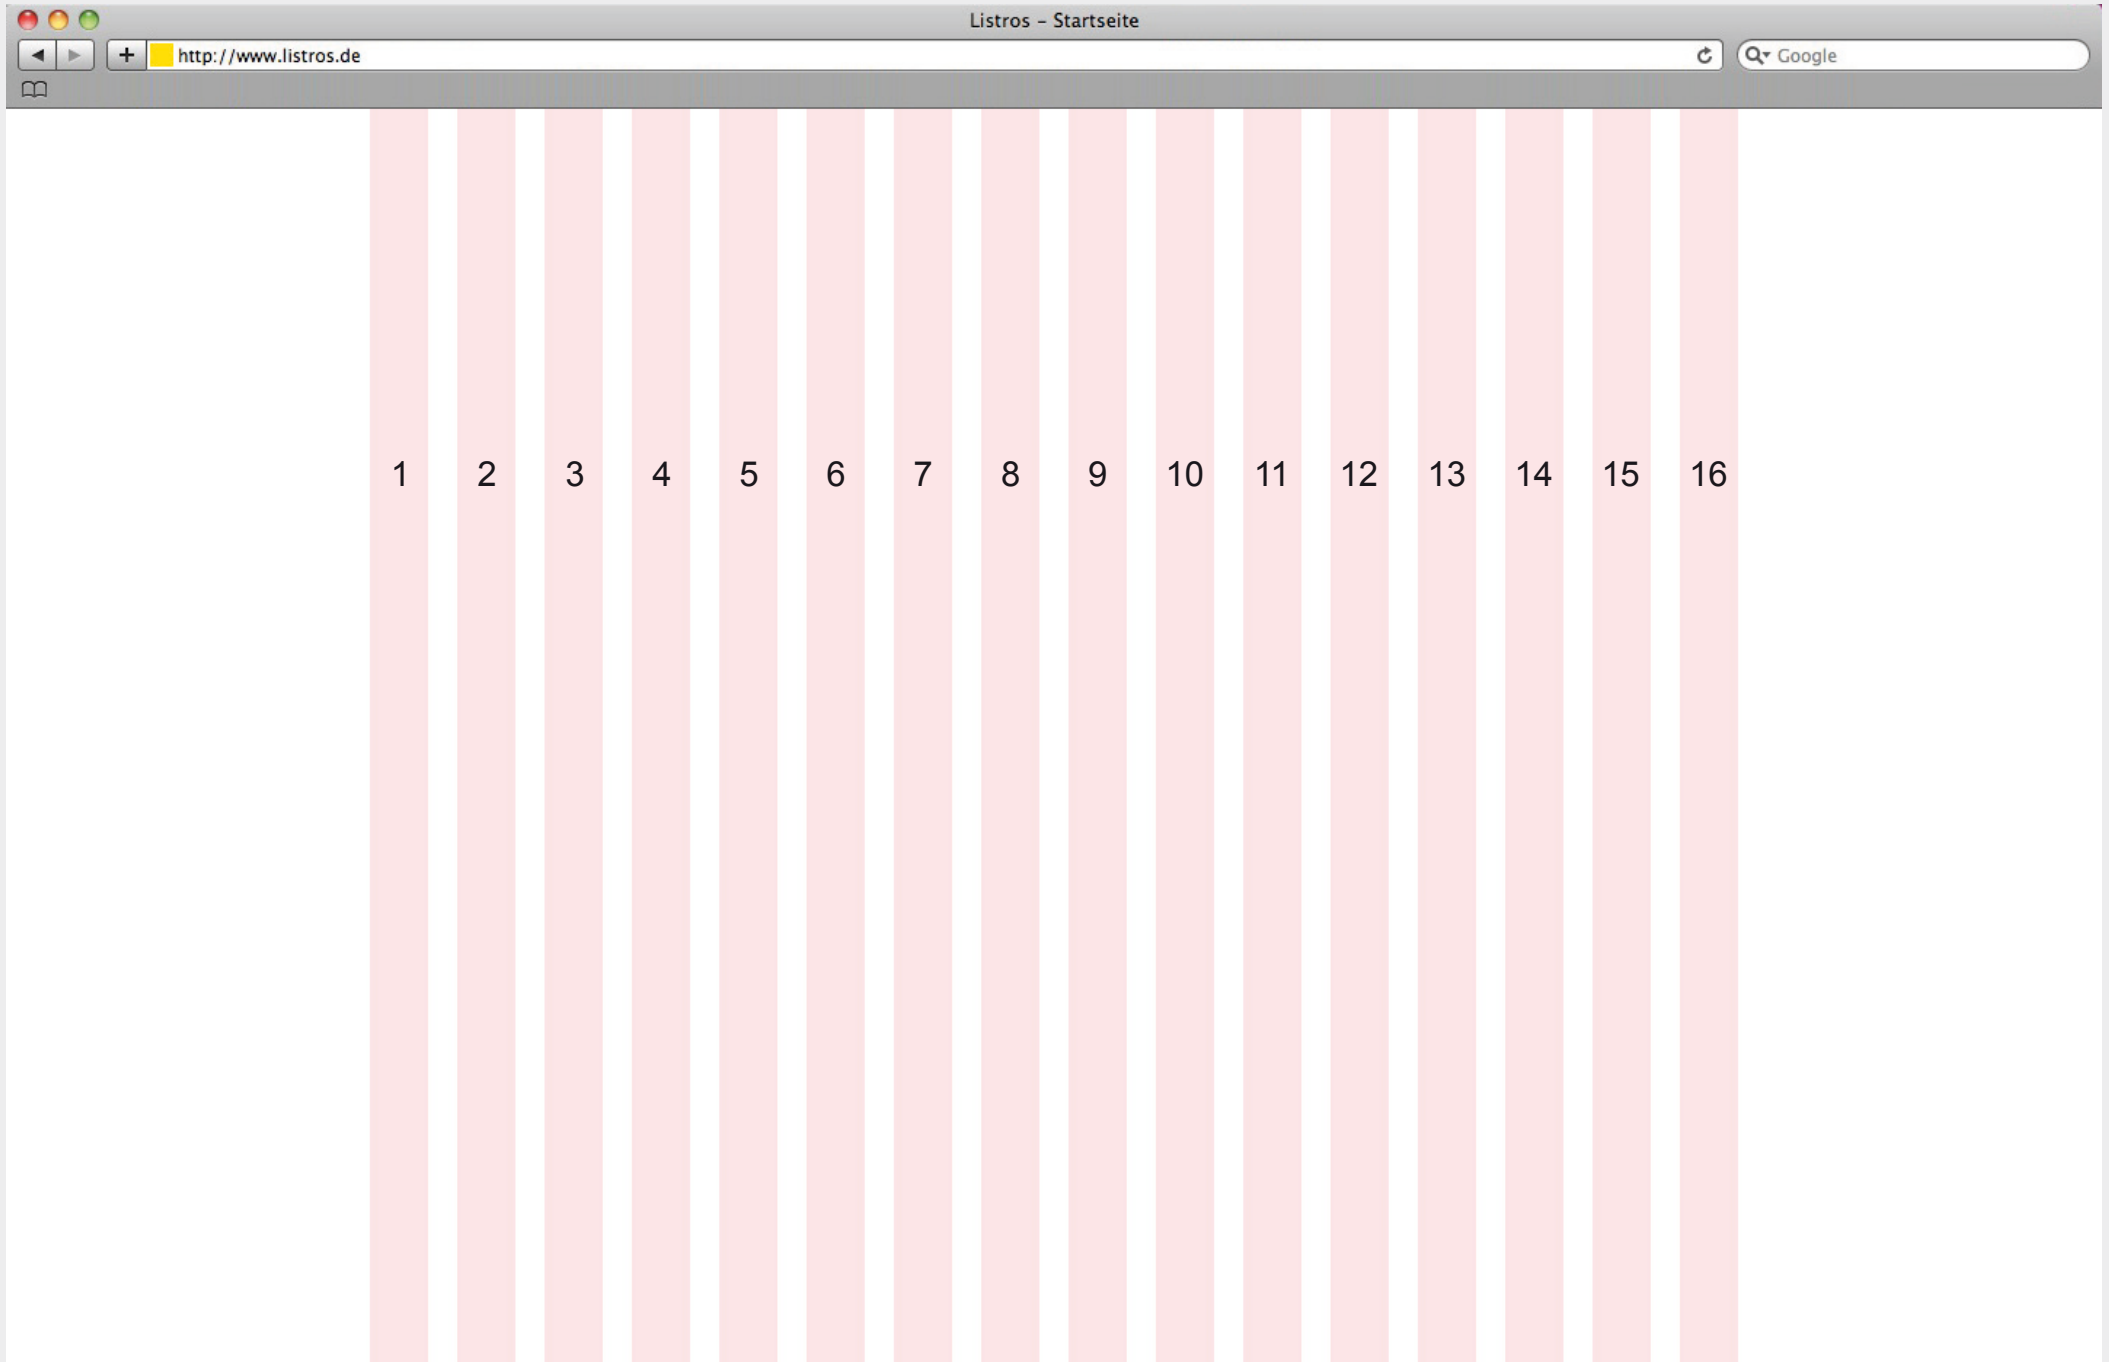 Listros – Startseite
http://www.listros.de
Google
1 2 3 4 5 6 7 8 9 10 11 12 13 14 15 16